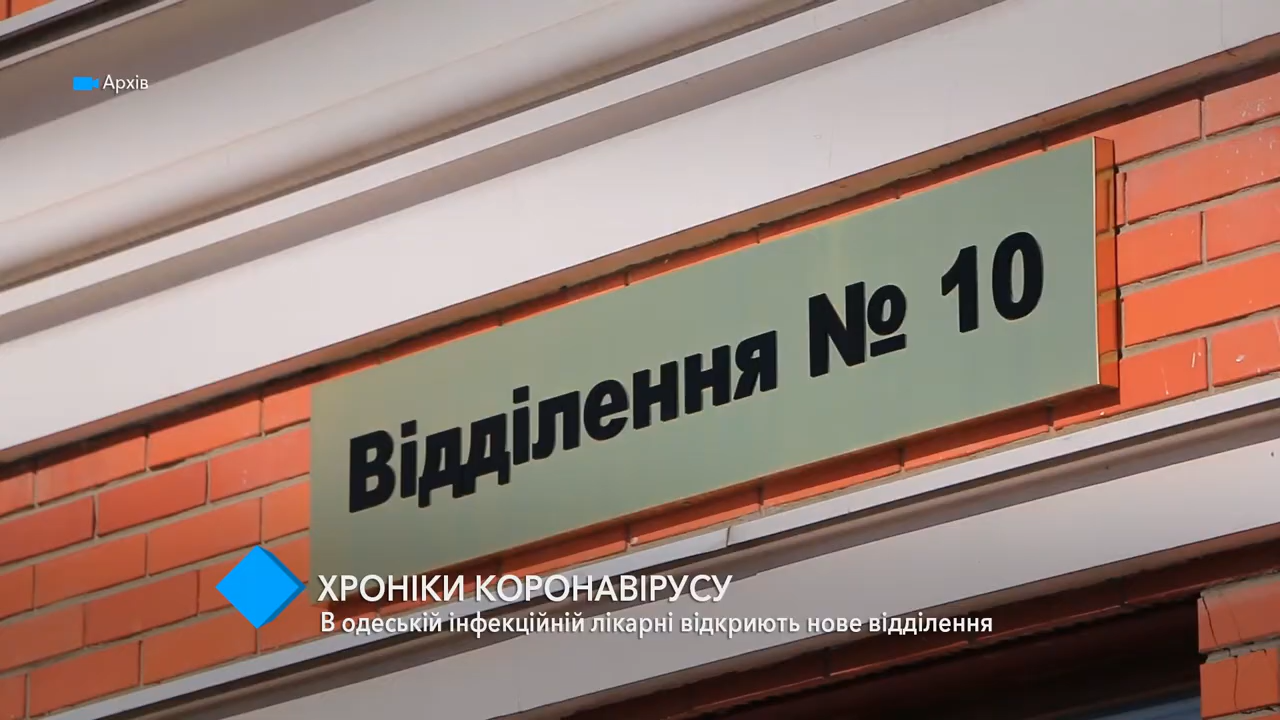 Архів
Відділення № 10
ХРОНІКИ КОРОНАВІРУСУ
В одеській інфекційній лікарні відкриють нове відділення